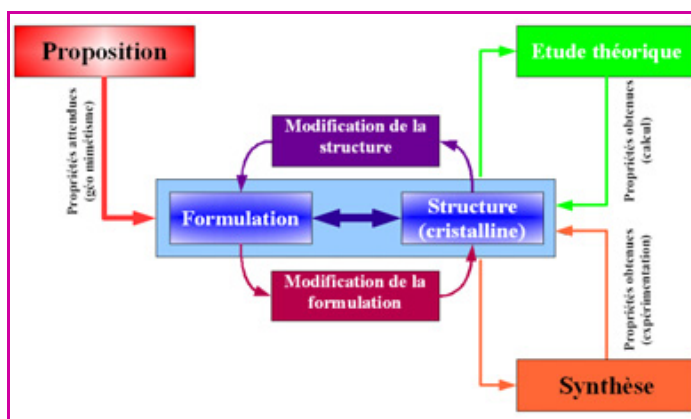 Proposition
Etude théorique
Propriétés attendues
(géo mimétisme)
Modification de la
structure
Propriétés obtenues
(calcul)
Formulation
Structure
(cristalline)
Modification de la
formulation
Propriétés obtenues
(expérimentation)
Synthèse